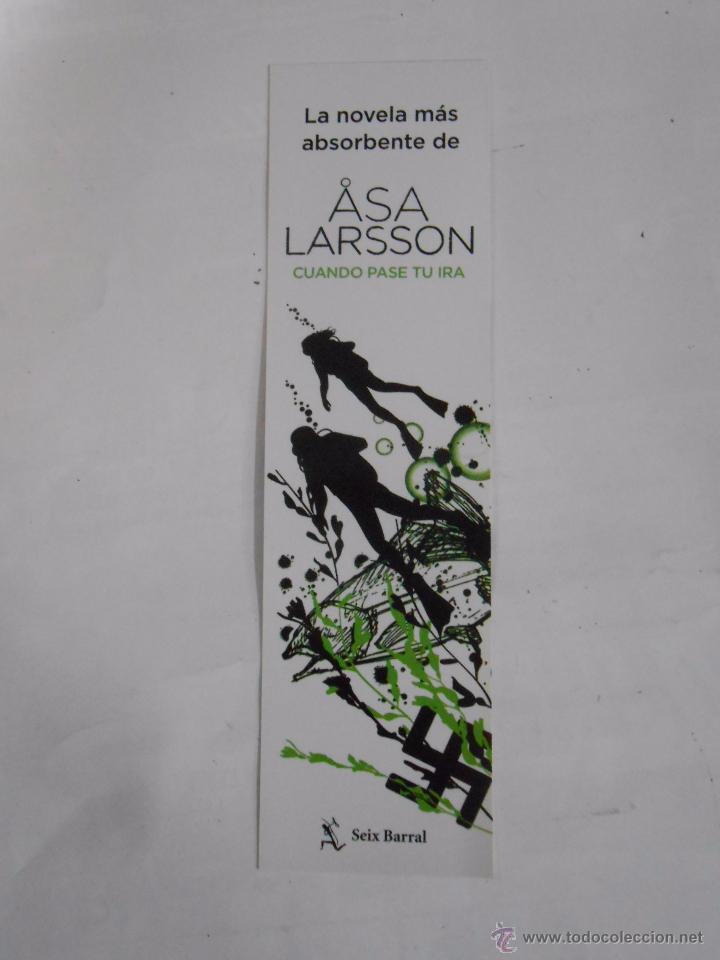 La novela más
absorbente de
ÅSA
LARSSON
CUANDO PASE TU IRA
Seix Barral
© www.todocoleccion.net